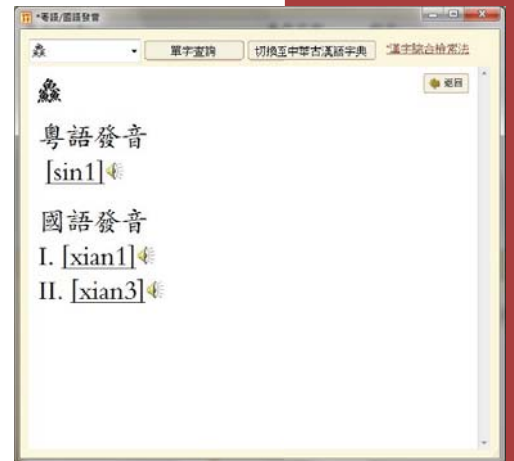 *粵語/國語發音
鱻 單字查詢 切換至中華古漢語字典 *漢字綜合檢索法
鱻 返回
粵語發音
[sin1]
國語發音
I. [xian1]
II. [xian3]